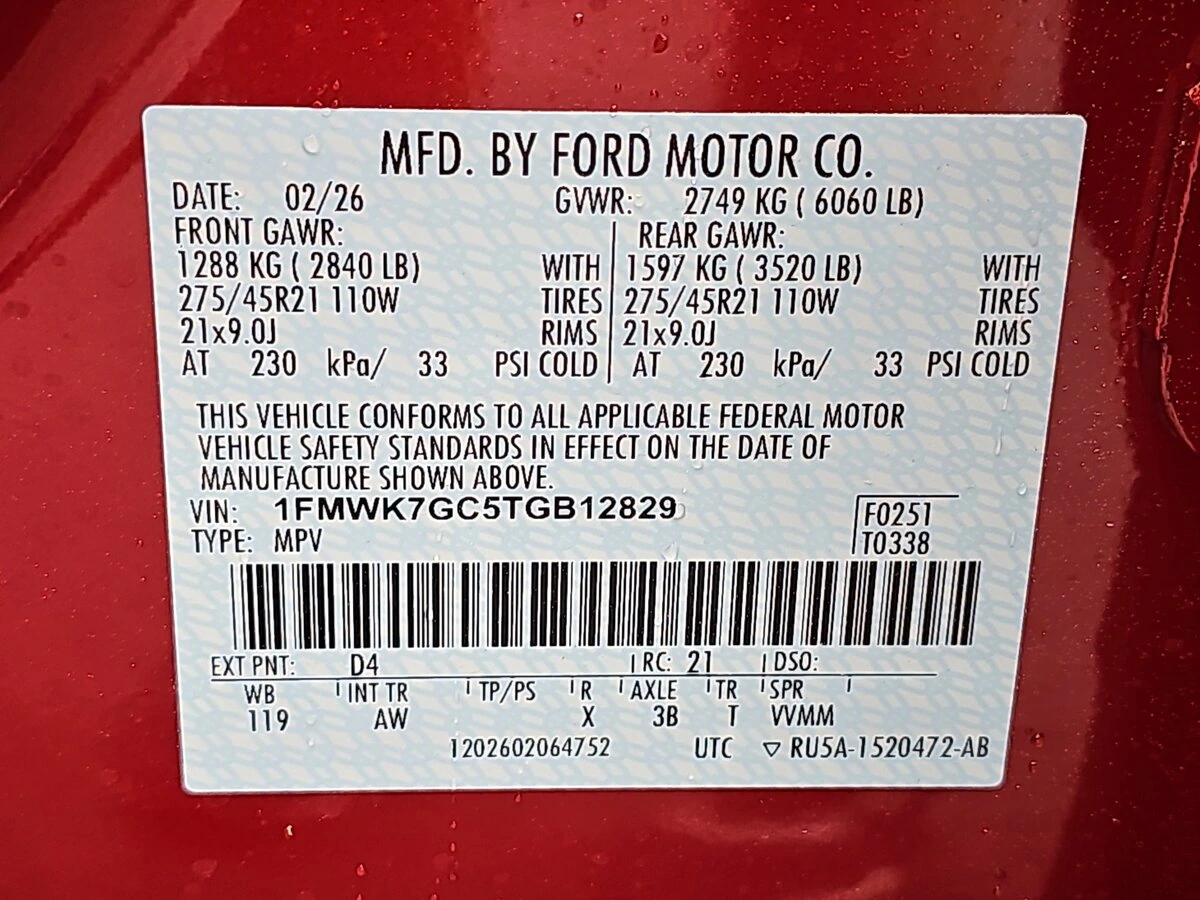 MFD. BY FORD MOTOR CO.
DATE: 02/26 GVWR: 2749 KG ( 6060 LB)
FRONT GAWR: REAR GAWR:
1288 KG ( 2840 LB) WITH 1597 KG ( 3520 LB) WITH
275/45R21 110W TIRES 275/45R21 110W TIRES
21x9.0J RIMS 21x9.0J RIMS
AT 230 kPa/ 33 PSI COLD AT 230 kPa/ 33 PSI COLD
THIS VEHICLE CONFORMS TO ALL APPLICABLE FEDERAL MOTOR
VEHICLE SAFETY STANDARDS IN EFFECT ON THE DATE OF
MANUFACTURE SHOWN ABOVE.
VIN: 1FMWK7GC5TGB12829 F0251
TYPE: MPV T0338
EXT PNT: D4 RC: 21 DSO:
WB INT TR TP/PS R AXLE TR SPR
119 AW X 3B T VVMM
1202602064752 UTC ▽ RU5A-1520472-AB